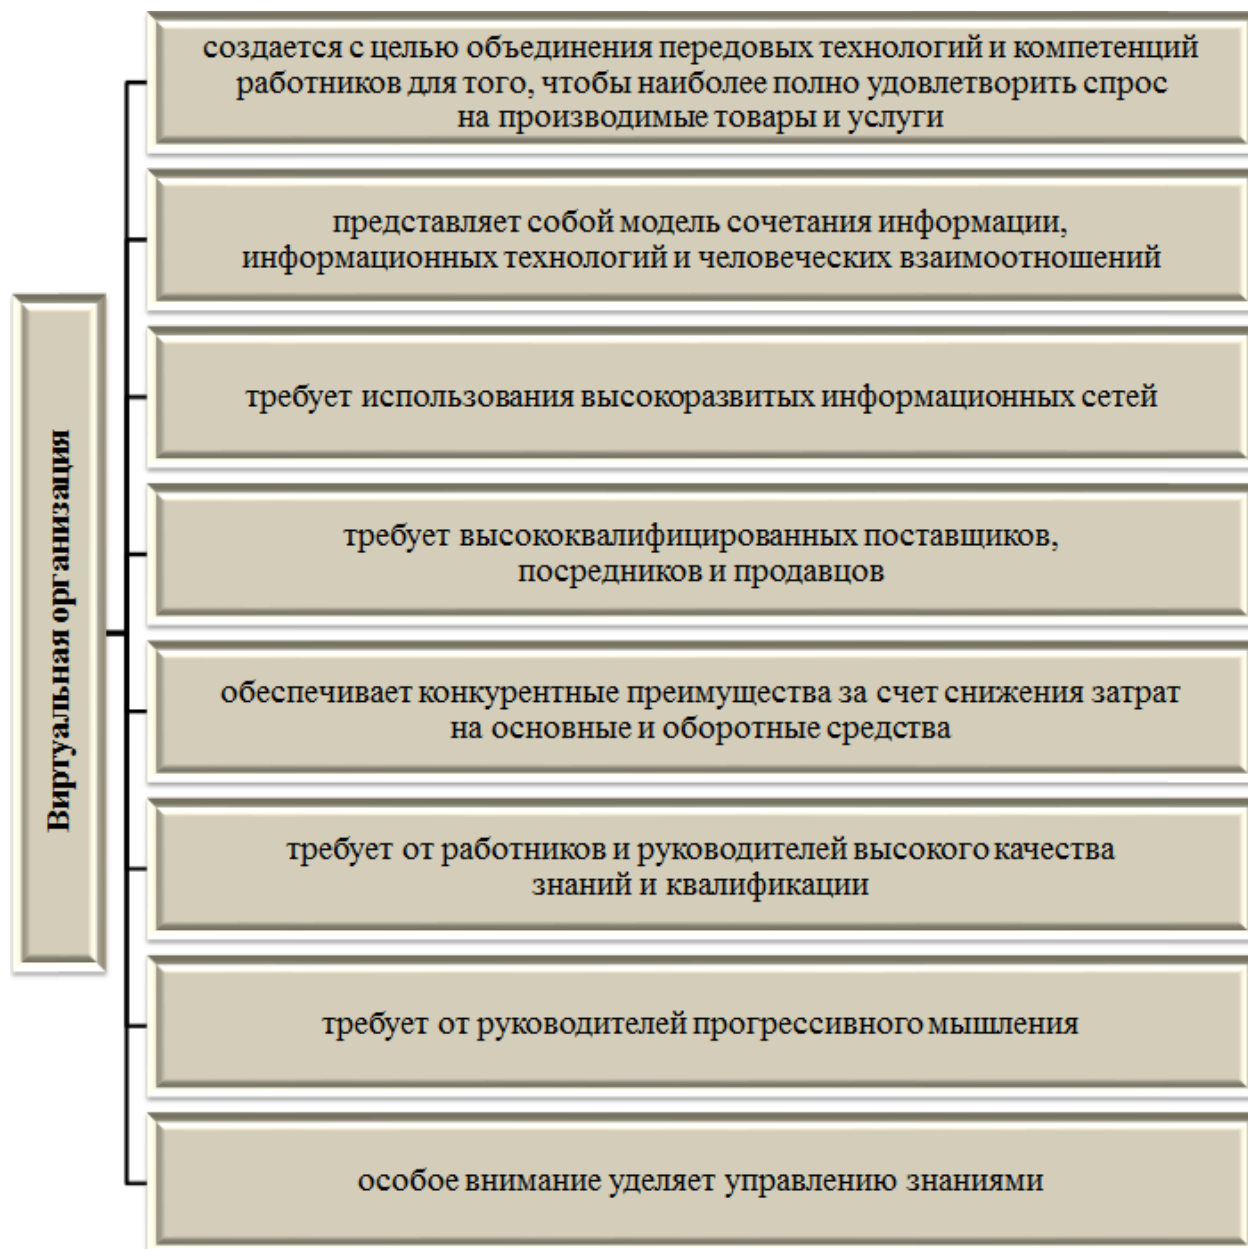 Виртуальная организация
создается с целью объединения передовых технологий и компетенций
работников для того, чтобы наиболее полно удовлетворить спрос
на производимые товары и услуги
представляет собой модель сочетания информации,
информационных технологий и человеческих взаимоотношений
требует использования высокоразвитых информационных сетей
требует высококвалифицированных поставщиков,
посредников и продавцов
обеспечивает конкурентные преимущества за счет снижения затрат
на основные и оборотные средства
требует от работников и руководителей высокого качества
знаний и квалификации
требует от руководителей прогрессивного мышления
особое внимание уделяет управлению знаниями